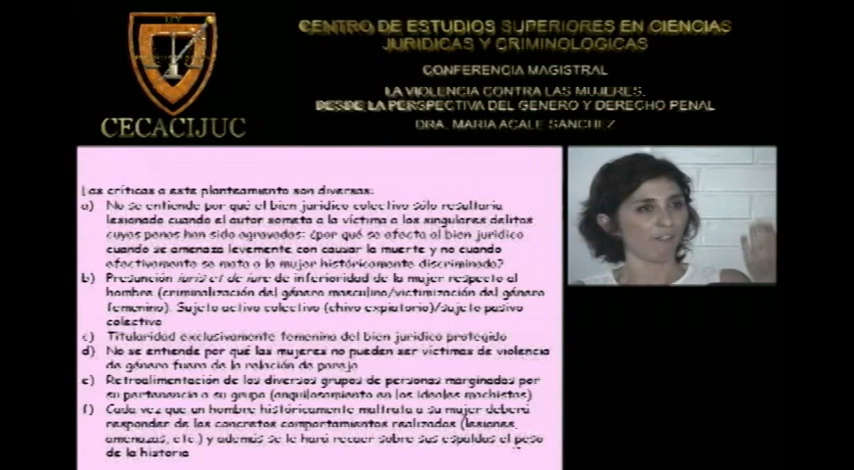 CENTRO DE ESTUDIOS SUPERIORES EN CIENCIAS
JURIDICAS Y CRIMINOLOGICAS
CONFERENCIA MAGISTRAL
LA VIOLENCIA CONTRA LAS MUJERES.
DESDE LA PERSPECTIVA DEL GENERO Y DERECHO PENAL
DRA. MARIA ACALE SANCHEZ
CECACIJUC
Las críticas a este planteamiento son diversas:
a) No se entiende por qué el bien jurídico colectivo sólo resultaría
lesionado cuando el autor someta a la víctima a los singulares delitos
cuyas penas han sido agravadas: ¿por qué se afecta al bien jurídico
cuando se amenaza levemente con causar la muerte y no cuando
efectivamente se mata a la mujer históricamente discriminada?
b) Presunción iuris et de iure de inferioridad de la mujer respecto al
hombre (criminalización del género masculino/victimización del género
femenino). Sujeto activo colectivo (chivo expiatorio)/sujeto pasivo
colectivo
c) Titularidad exclusivamente femenina del bien jurídico protegido
d) No se entiende por qué las mujeres no pueden ser víctimas de violencia
de género fuera de la relación de pareja
e) Retroalimentación de los diversos grupos de personas marginadas por
su pertenencia a su grupo (anquilosamiento en los ideales machistas)
f) Cada vez que un hombre históricamente maltrata a su mujer deberá
responder de los concretos comportamientos realizados (lesiones,
amenazas, etc.) y además se le hará recaer sobre sus espaldas el peso
de la historia